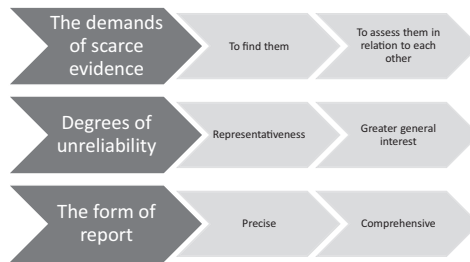 The demands
of scarce
evidence
To find them
To assess them in
relation to each
other
Degrees of
unreliability
Representativeness
Greater general
interest
The form of
report
Precise
Comprehensive